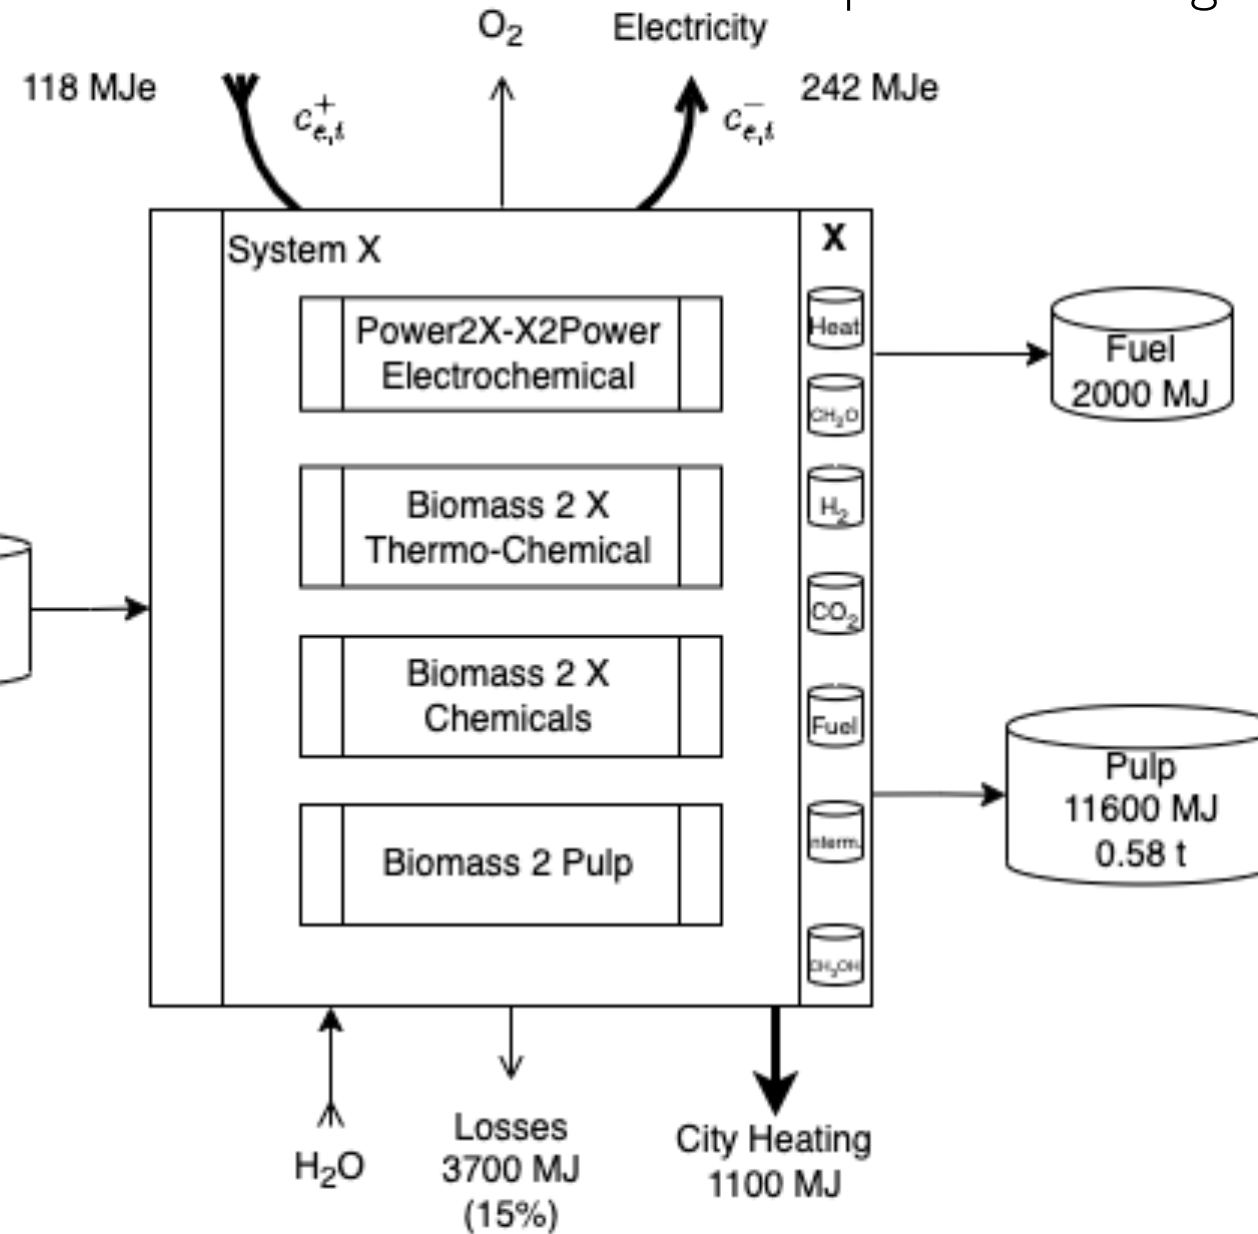 O₂
Electricity
118 MJe
c⁺ₑ,ₜ
c⁻ₑ,ₜ
242 MJe
System X
X
Power2X-X2Power
Electrochemical
Biomass 2 X
Thermo-Chemical
Biomass 2 X
Chemicals
Biomass 2 Pulp
Heat
CH₂O
H₂
CO₂
Fuel
nterm.
CH₃OH
Fuel
2000 MJ
Pulp
11600 MJ
0.58 t
H₂O
Losses
3700 MJ
(15%)
City Heating
1100 MJ